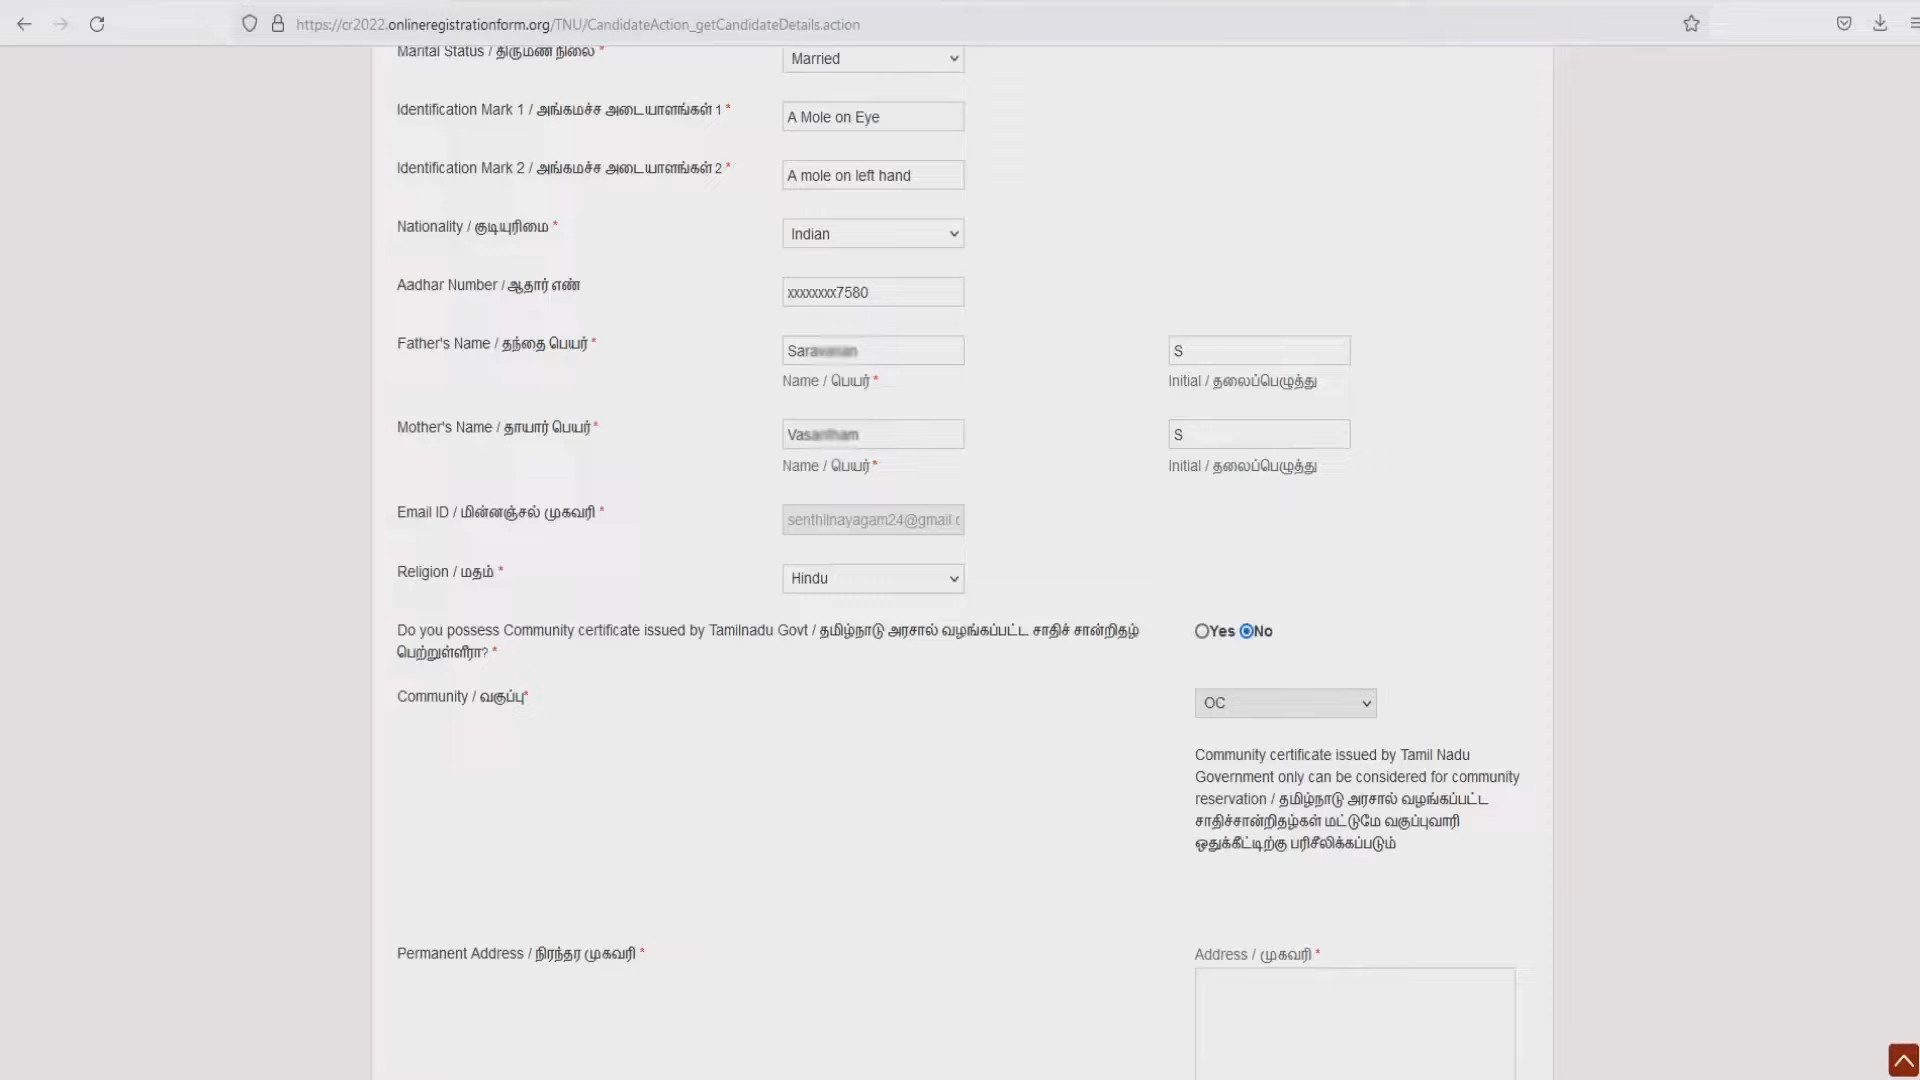 https://cr2022.onlineregistrationform.org/TNU/CandidateAction_getCandidateDetails.action
Marital Status / திருமண நிலை *
Married
Identification Mark 1 / அங்கமச்ச அடையாளங்கள் 1 *
A Mole on Eye
Identification Mark 2 / அங்கமச்ச அடையாளங்கள் 2 *
A mole on left hand
Nationality / குடியுரிமை *
Indian
Aadhar Number / ஆதார் எண்
xxxxxxxx7580
Father's Name / தந்தை பெயர் *
S
Name / பெயர் *
Initial / தலைப்பெழுத்து
Mother's Name / தாயார் பெயர் *
S
Name / பெயர் *
Initial / தலைப்பெழுத்து
Email ID / மின்னஞ்சல் முகவரி *
senthilnayagam24@gmail.c
Religion / மதம் *
Hindu
Do you possess Community certificate issued by Tamilnadu Govt / தமிழ்நாடு அரசால் வழங்கப்பட்ட சாதிச் சான்றிதழ்
பெற்றுள்ளீரா? *
Yes No
Community / வகுப்பு*
OC
Community certificate issued by Tamil Nadu
Government only can be considered for community
reservation / தமிழ்நாடு அரசால் வழங்கப்பட்ட
சாதிச்சான்றிதழ்கள் மட்டுமே வகுப்புவாரி
ஒதுக்கீட்டிற்கு பரிசீலிக்கப்படும்
Permanent Address / நிரந்தர முகவரி *
Address / முகவரி *